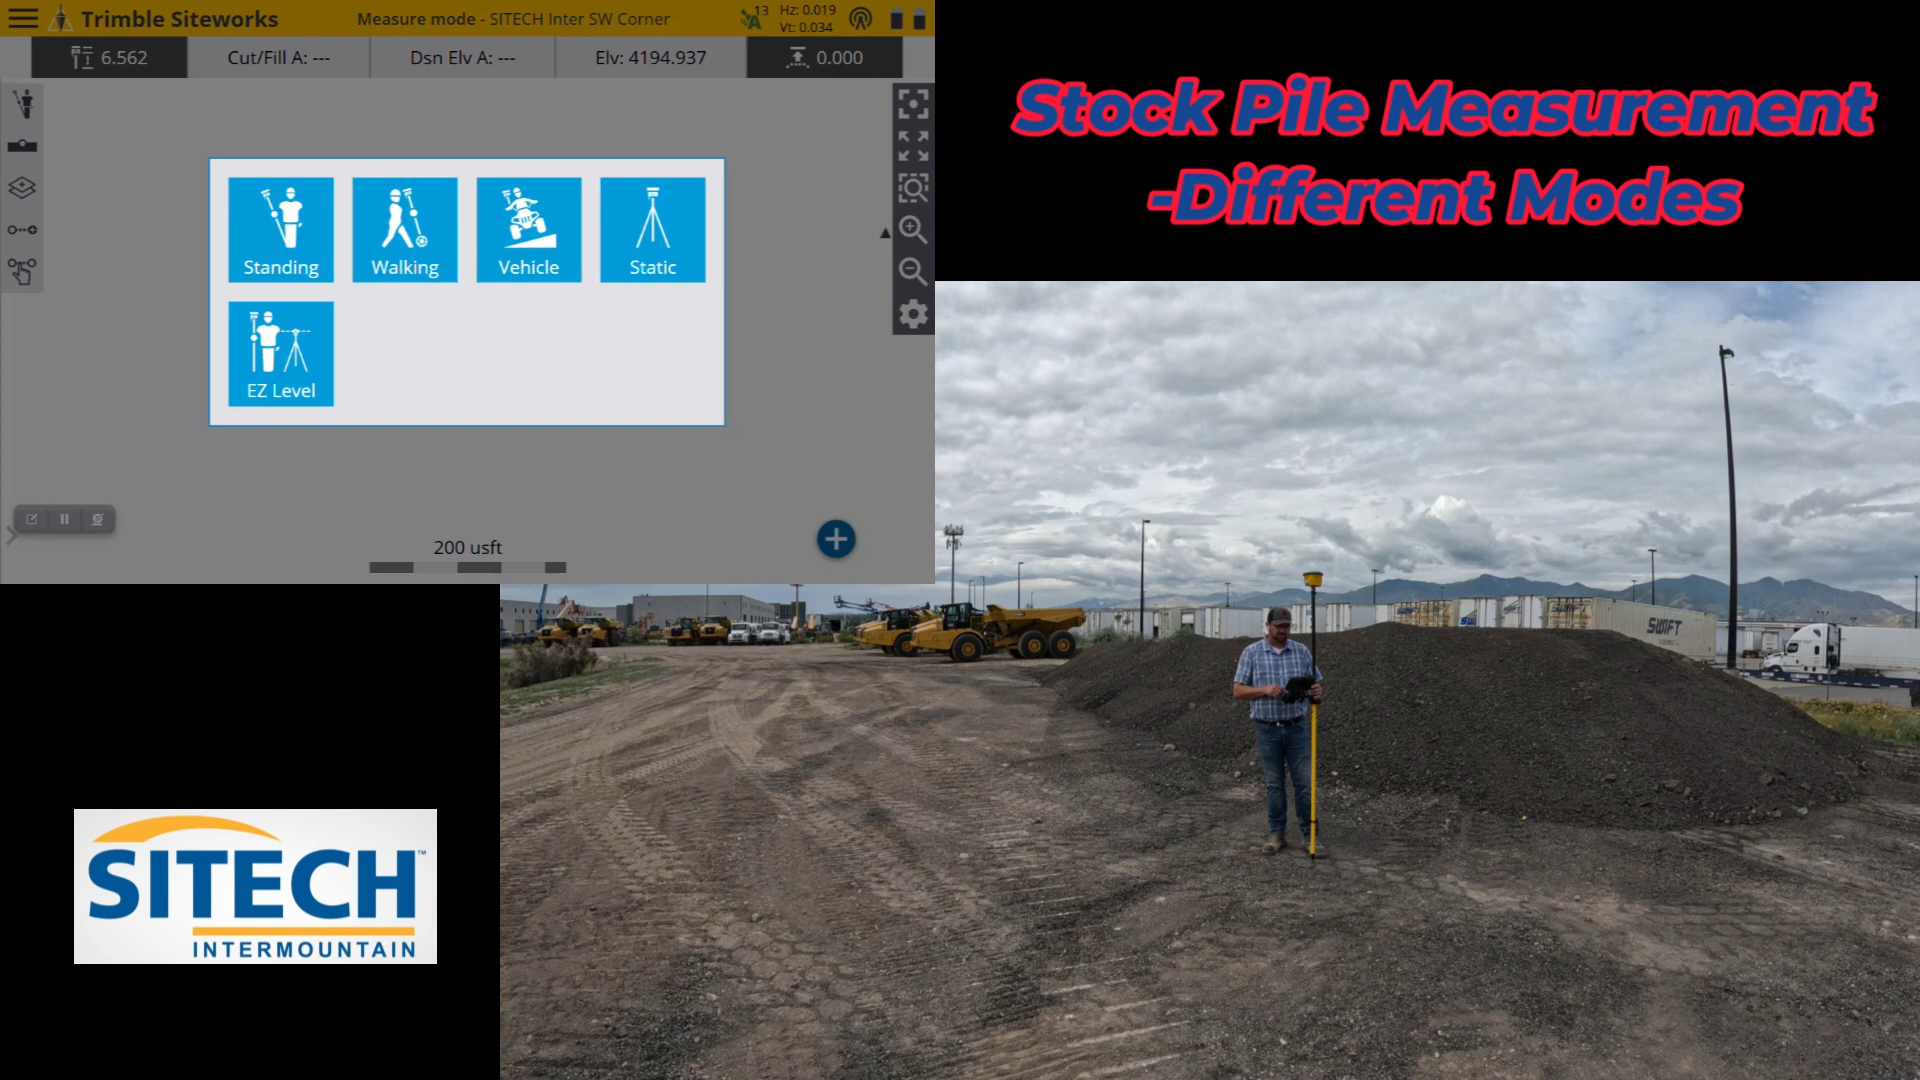 Trimble Siteworks
Measure mode - SITECH Inter SW Corner
13
Hz: 0.019
Vt: 0.034
6.562
Cut/Fill A: ---
Dsn Elv A: ---
Elv: 4194.937
0.000
Stock Pile Measurement
-Different Modes
Standing
Walking
Vehicle
Static
EZ Level
200 usft
SWIFT
SITECH™
INTERMOUNTAIN